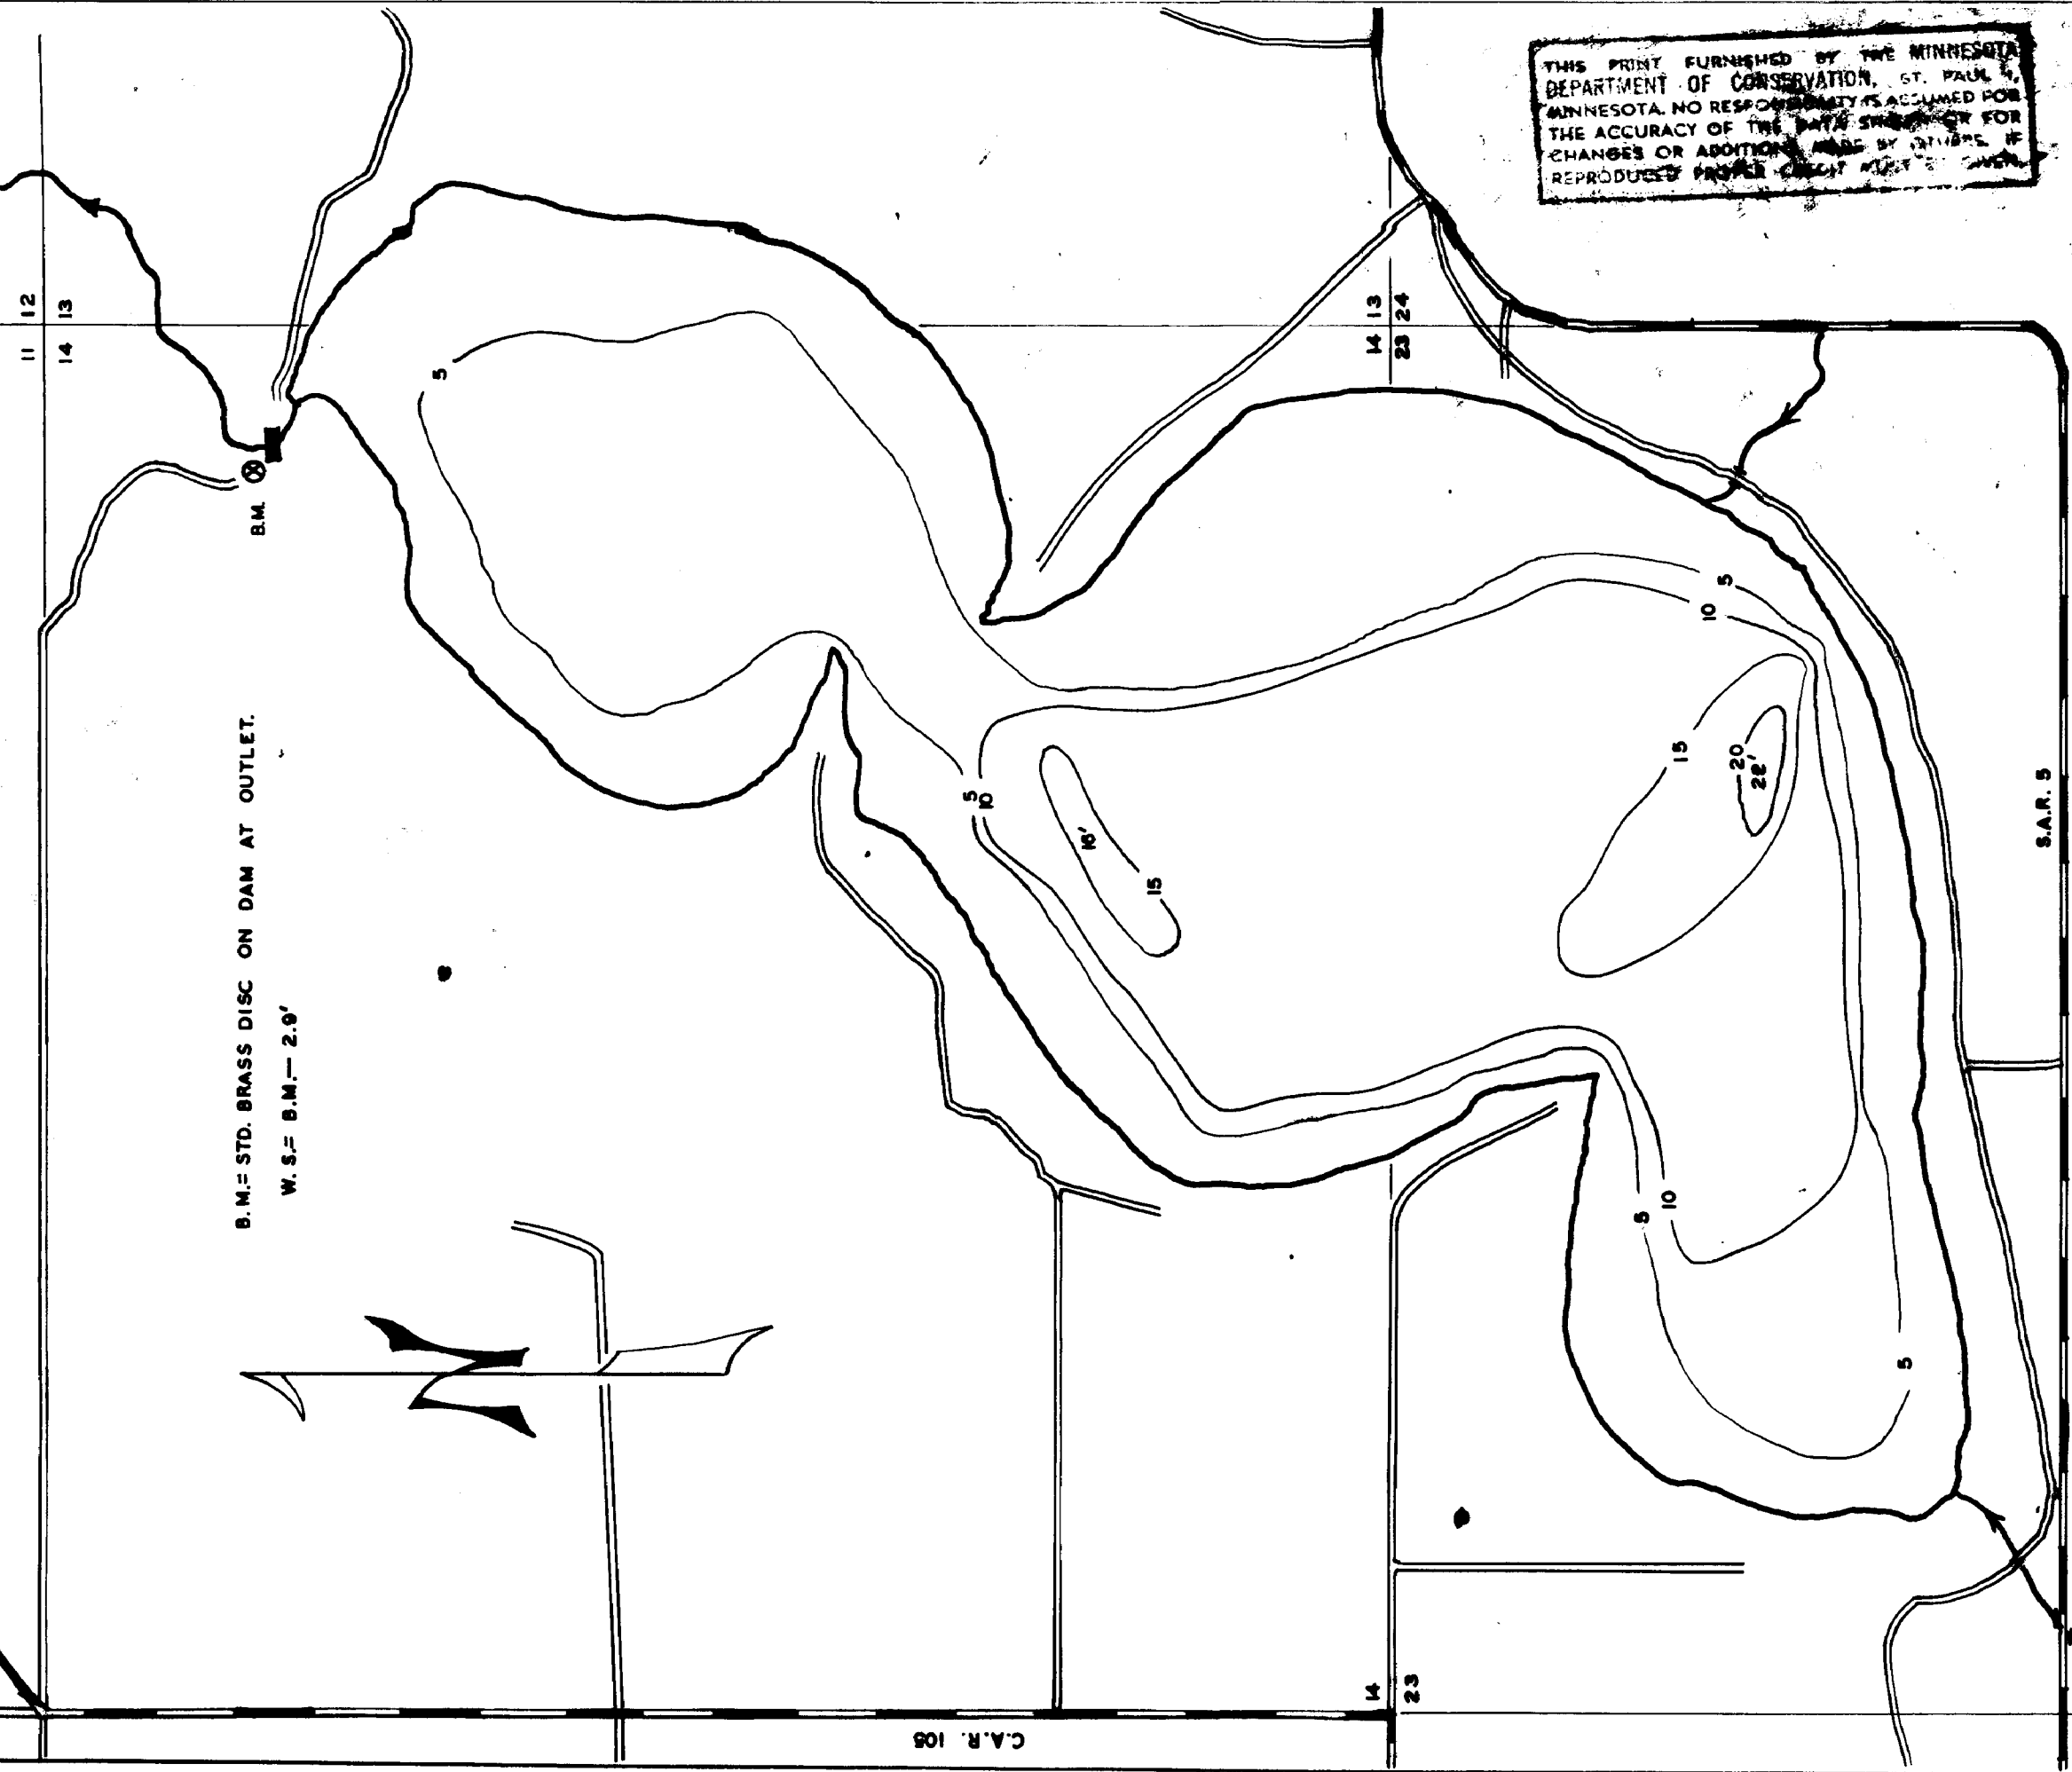 THIS PRINT FURNISHED BY THE MINNESOTA
DEPARTMENT OF CONSERVATION, ST. PAUL
MINNESOTA. NO RESPONSIBILITY IS ASSUMED FOR
THE ACCURACY OF THE DATA SHOWN OR FOR
CHANGES OR ADDITIONS MADE BY OTHERS. IF
REPRODUCED PROPER CREDIT MUST BE GIVEN.
11 12
14 13
B.M.
B.M.= STD. BRASS DISC ON DAM AT OUTLET.
W. S.= B.M.— 2.9'
14 13
23 24
5
5
10
16'
15
5
10
15
20
22'
5
10
5
14
23
C.A.R. 105
S.A.R. 5